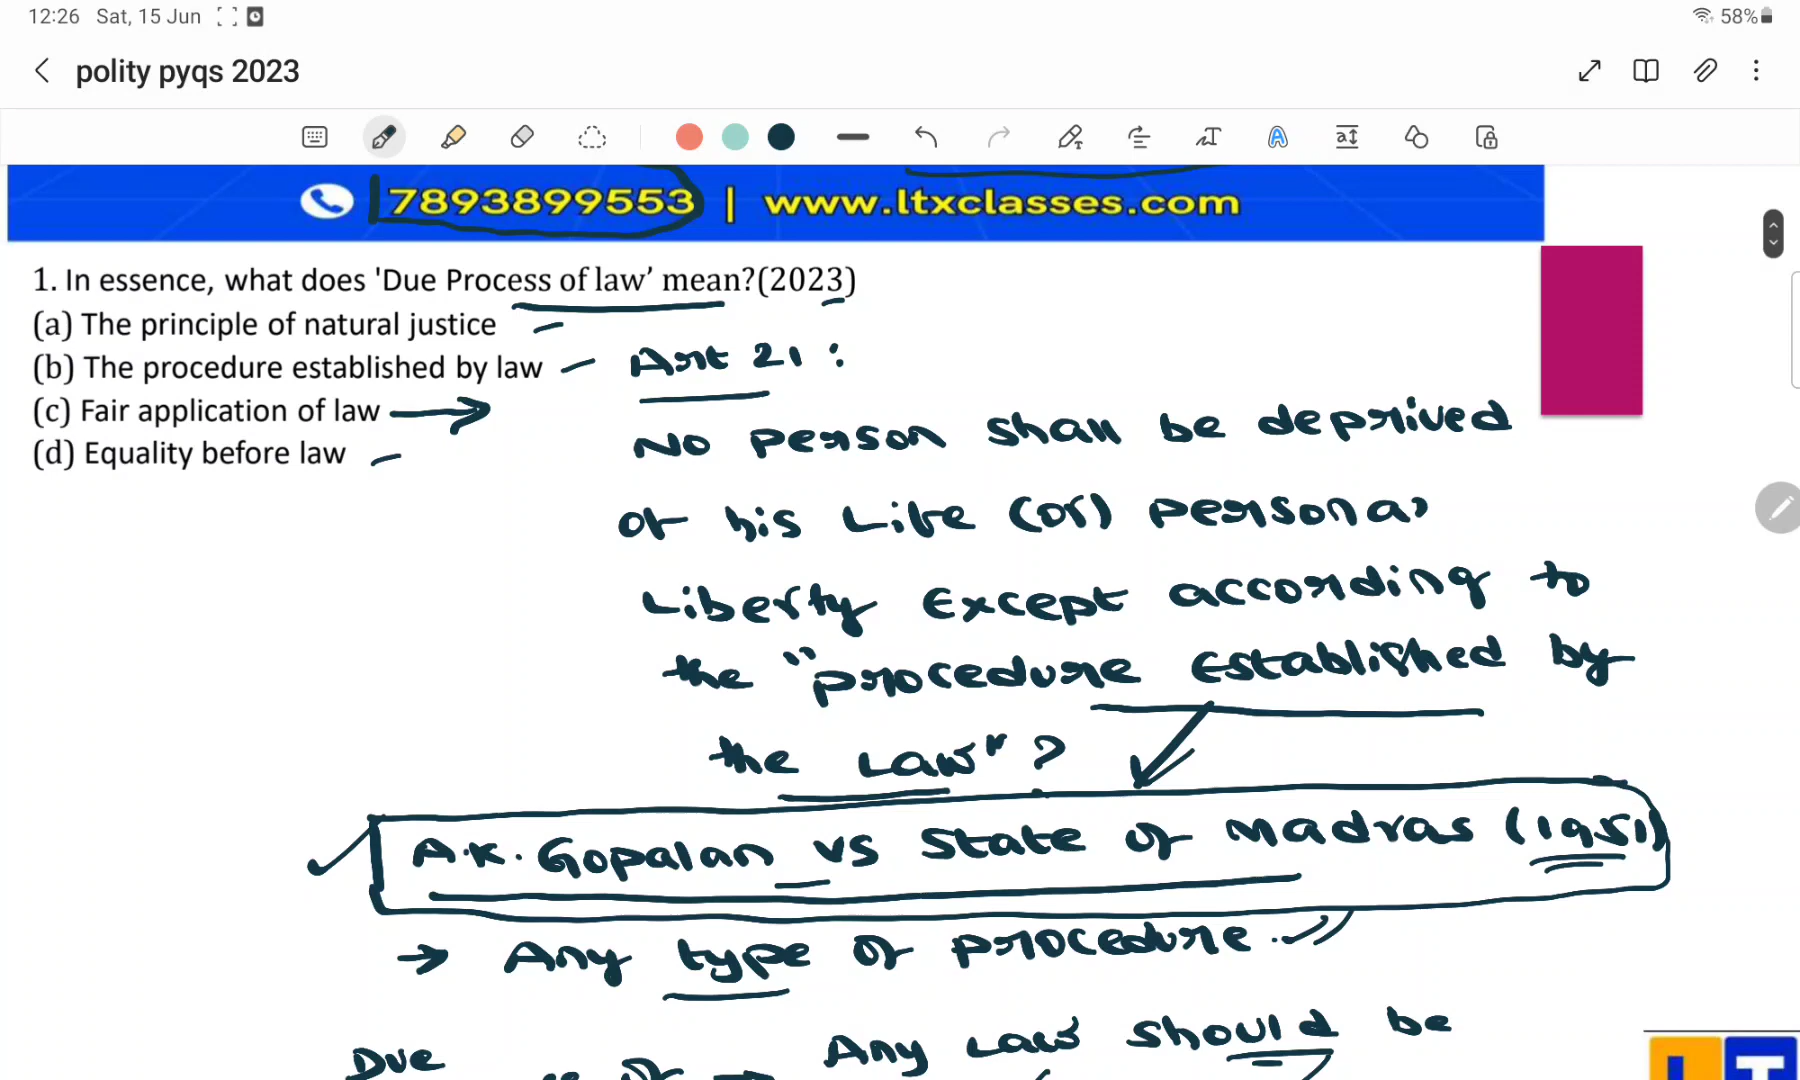 12:26 Sat, 15 Jun
58%
polity pyqs 2023
7893899553 | www.ltxclasses.com
1. In essence, what does 'Due Process of law’ mean?(2023)
(a) The principle of natural justice
(b) The procedure established by law
(c) Fair application of law
(d) Equality before law
Art 21 :
No person shall be deprived
of his Life (or) personal
Liberty Except according to
the "procedure Established by
the Law" ?
A.K. Gopalan vs State of Madras (1951)
→ Any type of procedure.
Any Law should be
Due
LT